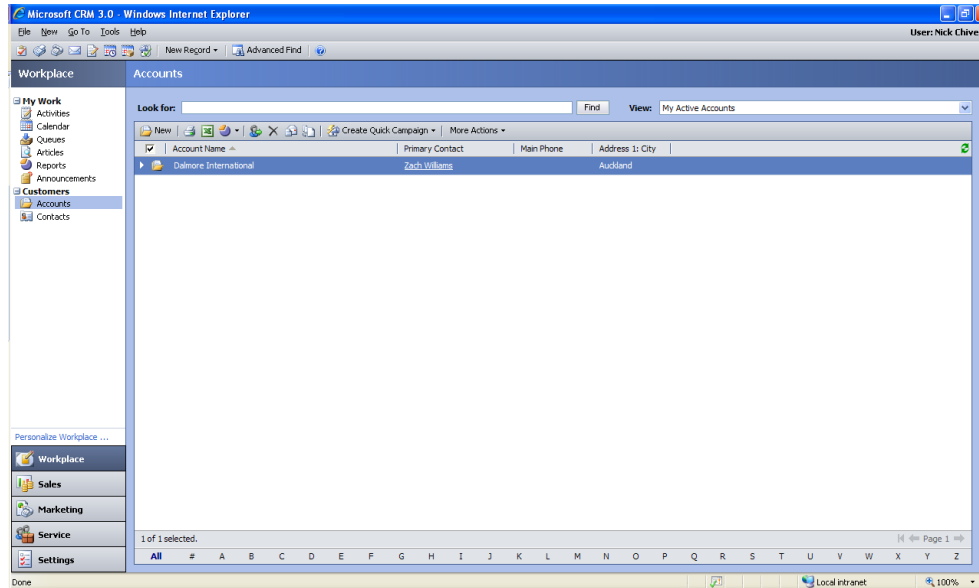 Microsoft CRM 3.0 - Windows Internet Explorer
File New Go To Tools Help User: Nick Chive
New Record Advanced Find
Workplace Accounts
My Work
Activities
Calendar
Queues
Articles
Reports
Announcements
Customers
Accounts
Contacts
Look for: Find View: My Active Accounts
New Create Quick Campaign More Actions
Account Name Primary Contact Main Phone Address 1: City
Dalmore International Zach Williams Auckland
Personalize Workplace ...
Workplace
Sales
Marketing
Service
Settings
1 of 1 selected. Page 1
All # A B C D E F G H I J K L M N O P Q R S T U V W X Y Z
Done Local intranet 100%